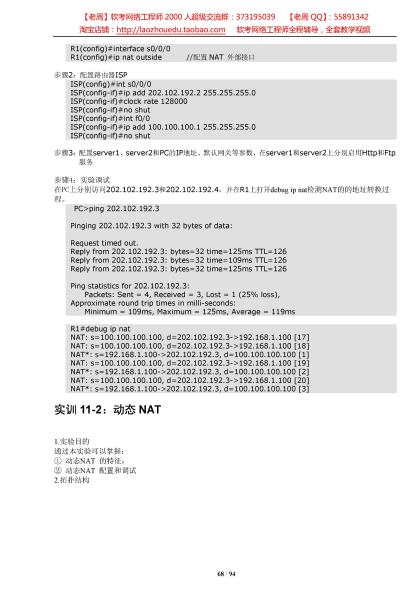 【老周】软考网络工程师 2000 人超级交流群：373195039 【老周 QQ】：55891342
淘宝店铺：http://laozhouedu.taobao.com 软考网络工程师全程辅导，全套教学视频
R1(config)#interface s0/0/0
R1(config)#ip nat outside //配置 NAT 外部接口
步骤2：配置路由器ISP
ISP(config)#int s0/0/0
ISP(config-if)#ip add 202.102.192.2 255.255.255.0
ISP(config-if)#clock rate 128000
ISP(config-if)#no shut
ISP(config-if)#int f0/0
ISP(config-if)#ip add 100.100.100.1 255.255.255.0
ISP(config-if)#no shut
步骤3：配置server1、server2和PC的IP地址、默认网关等参数，在server1和server2上分别启用Http和Ftp
服务
步骤4：实验调试
在PC上分别访问202.102.192.3和202.102.192.4，并在R1上打开debug ip nat检测NAT的的地址转换过
程。
PC>ping 202.102.192.3
Pinging 202.102.192.3 with 32 bytes of data:
Request timed out.
Reply from 202.102.192.3: bytes=32 time=125ms TTL=126
Reply from 202.102.192.3: bytes=32 time=109ms TTL=126
Reply from 202.102.192.3: bytes=32 time=125ms TTL=126
Ping statistics for 202.102.192.3:
Packets: Sent = 4, Received = 3, Lost = 1 (25% loss),
Approximate round trip times in milli-seconds:
Minimum = 109ms, Maximum = 125ms, Average = 119ms
R1#debug ip nat
NAT: s=100.100.100.100, d=202.102.192.3->192.168.1.100 [17]
NAT: s=100.100.100.100, d=202.102.192.3->192.168.1.100 [18]
NAT*: s=192.168.1.100->202.102.192.3, d=100.100.100.100 [1]
NAT: s=100.100.100.100, d=202.102.192.3->192.168.1.100 [19]
NAT*: s=192.168.1.100->202.102.192.3, d=100.100.100.100 [2]
NAT: s=100.100.100.100, d=202.102.192.3->192.168.1.100 [20]
NAT*: s=192.168.1.100->202.102.192.3, d=100.100.100.100 [3]
实训 11-2：动态 NAT
1.实验目的
通过本实验可以掌握：
① 动态NAT 的特征；
② 动态NAT 配置和调试
2.拓扑结构
68 / 94